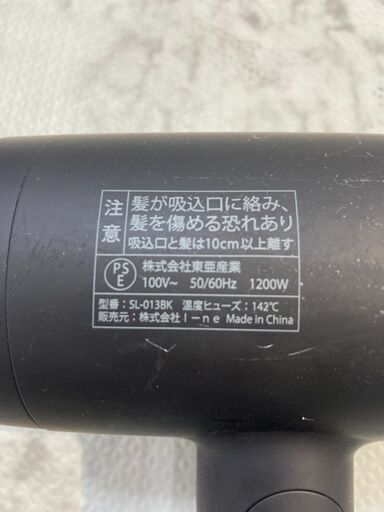 注意
髪が吸込口に絡み、
髪を傷める恐れあり
吸込口と髪は10cm以上離す
PSE
株式会社東亜産業
100V~ 50/60Hz 1200W
型番：SL-013BK 温度ヒューズ：142℃
販売元：株式会社I-ne Made in China